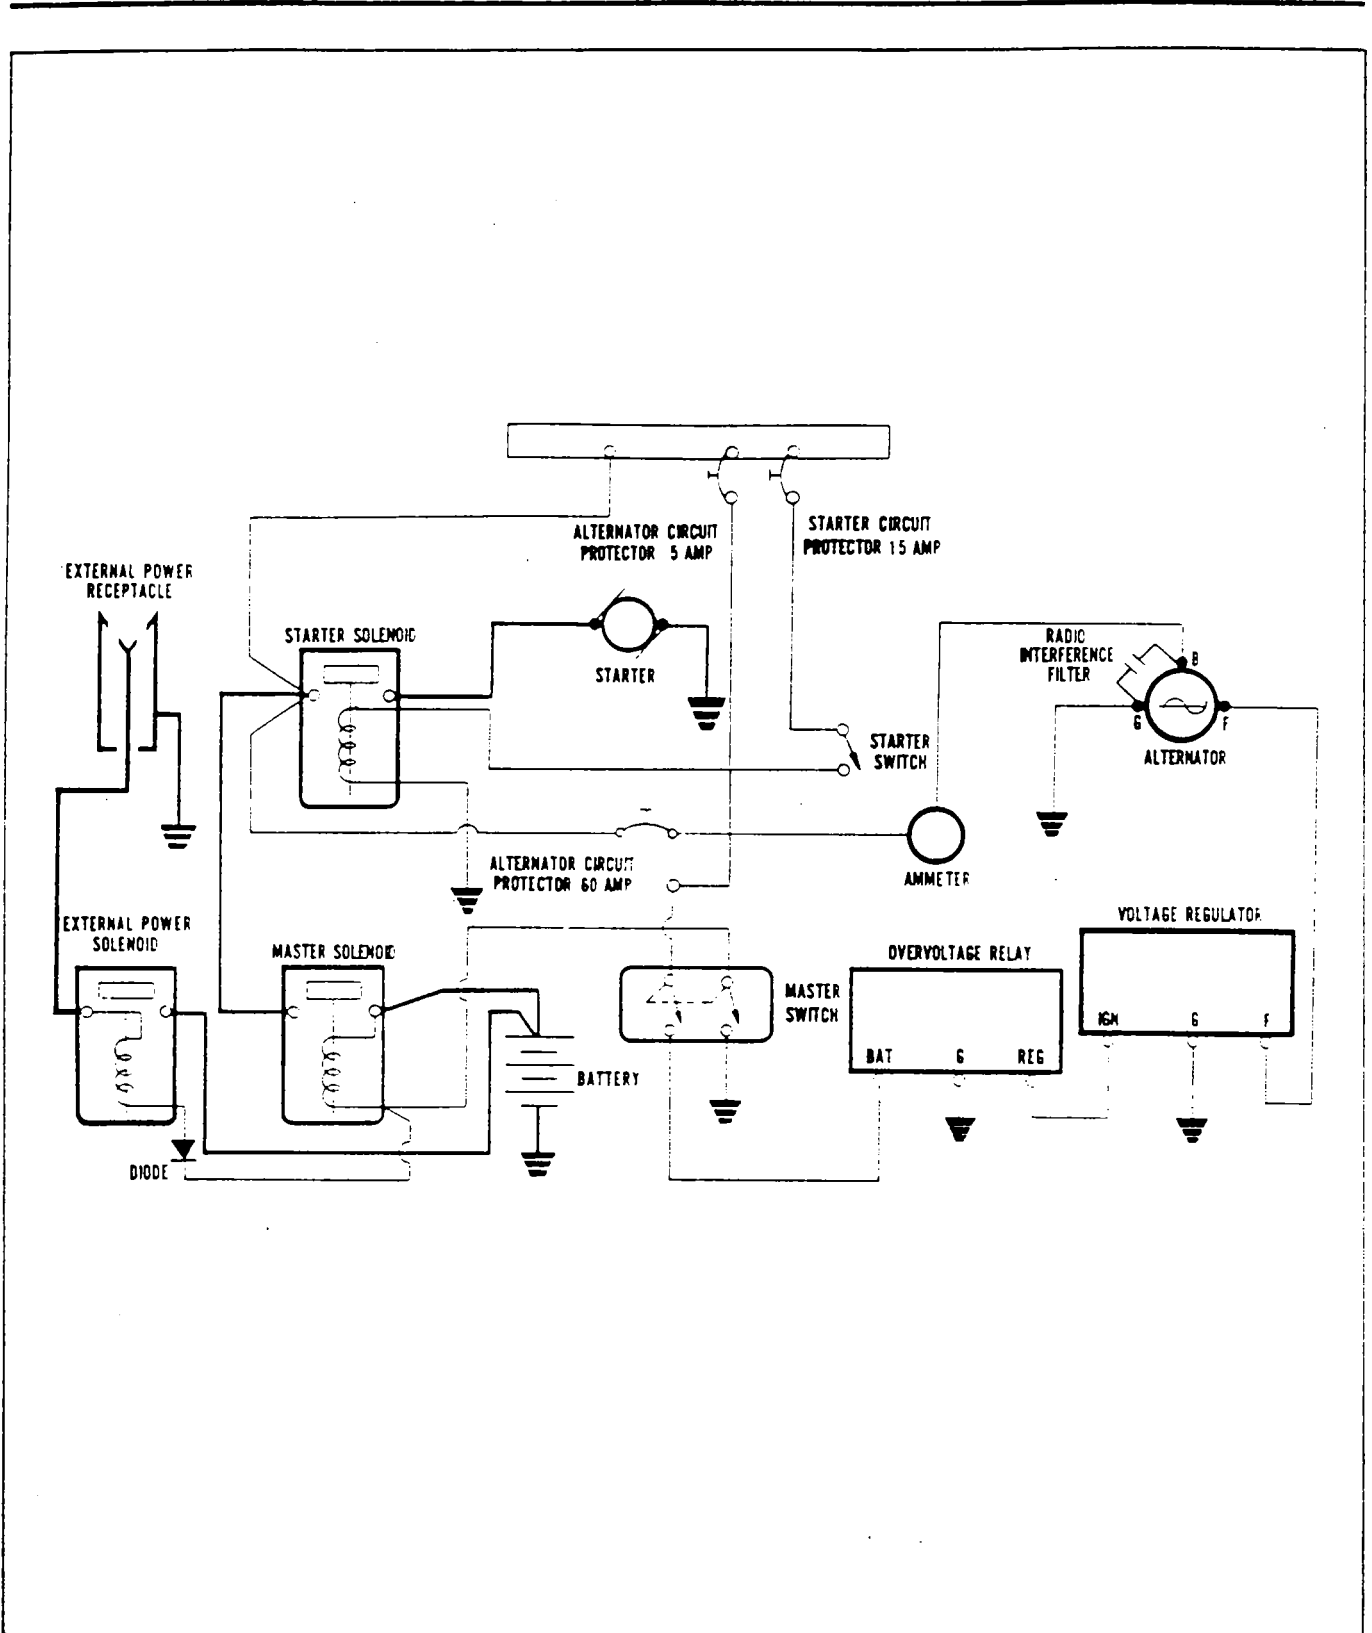 ALTERNATOR CIRCUIT
PROTECTOR 5 AMP
STARTER CIRCUIT
PROTECTOR 15 AMP
EXTERNAL POWER
RECEPTACLE
STARTER SOLENOID
STARTER
RADIO
INTERFERENCE
FILTER
B
G
F
ALTERNATOR
STARTER
SWITCH
ALTERNATOR CIRCUIT
PROTECTOR 60 AMP
AMMETER
EXTERNAL POWER
SOLENOID
MASTER SOLENOID
MASTER
SWITCH
OVERVOLTAGE RELAY
BAT
G
REG
VOLTAGE REGULATOR
IGN
G
F
BATTERY
DIODE